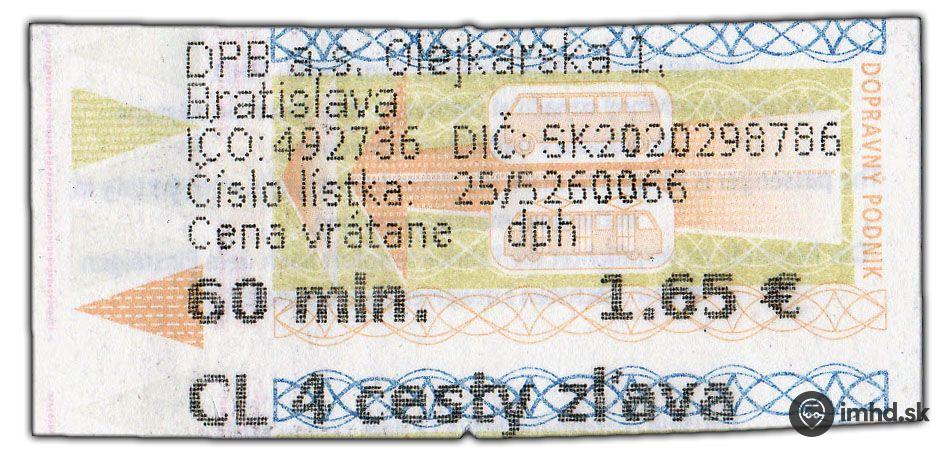 DPB a.s. Olejkárska 1,
Bratislava
IČO:492736 DIČ: SK2020298786
Číslo lístka 25/5260066
Cena vrátane dph
60 min. 1.65 €
CL 4 cesty zľava
DOPRAVNÝ PODNIK
imhd.sk